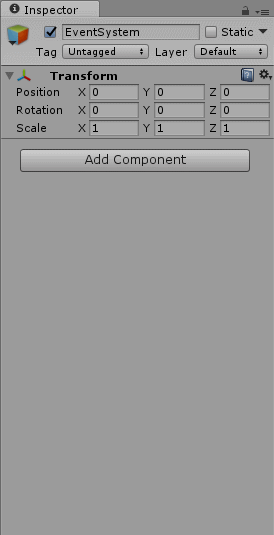 Inspector
EventSystem Static
Tag Untagged Layer Default
Transform
Position X 0 Y 0 Z 0
Rotation X 0 Y 0 Z 0
Scale X 1 Y 1 Z 1
Add Component